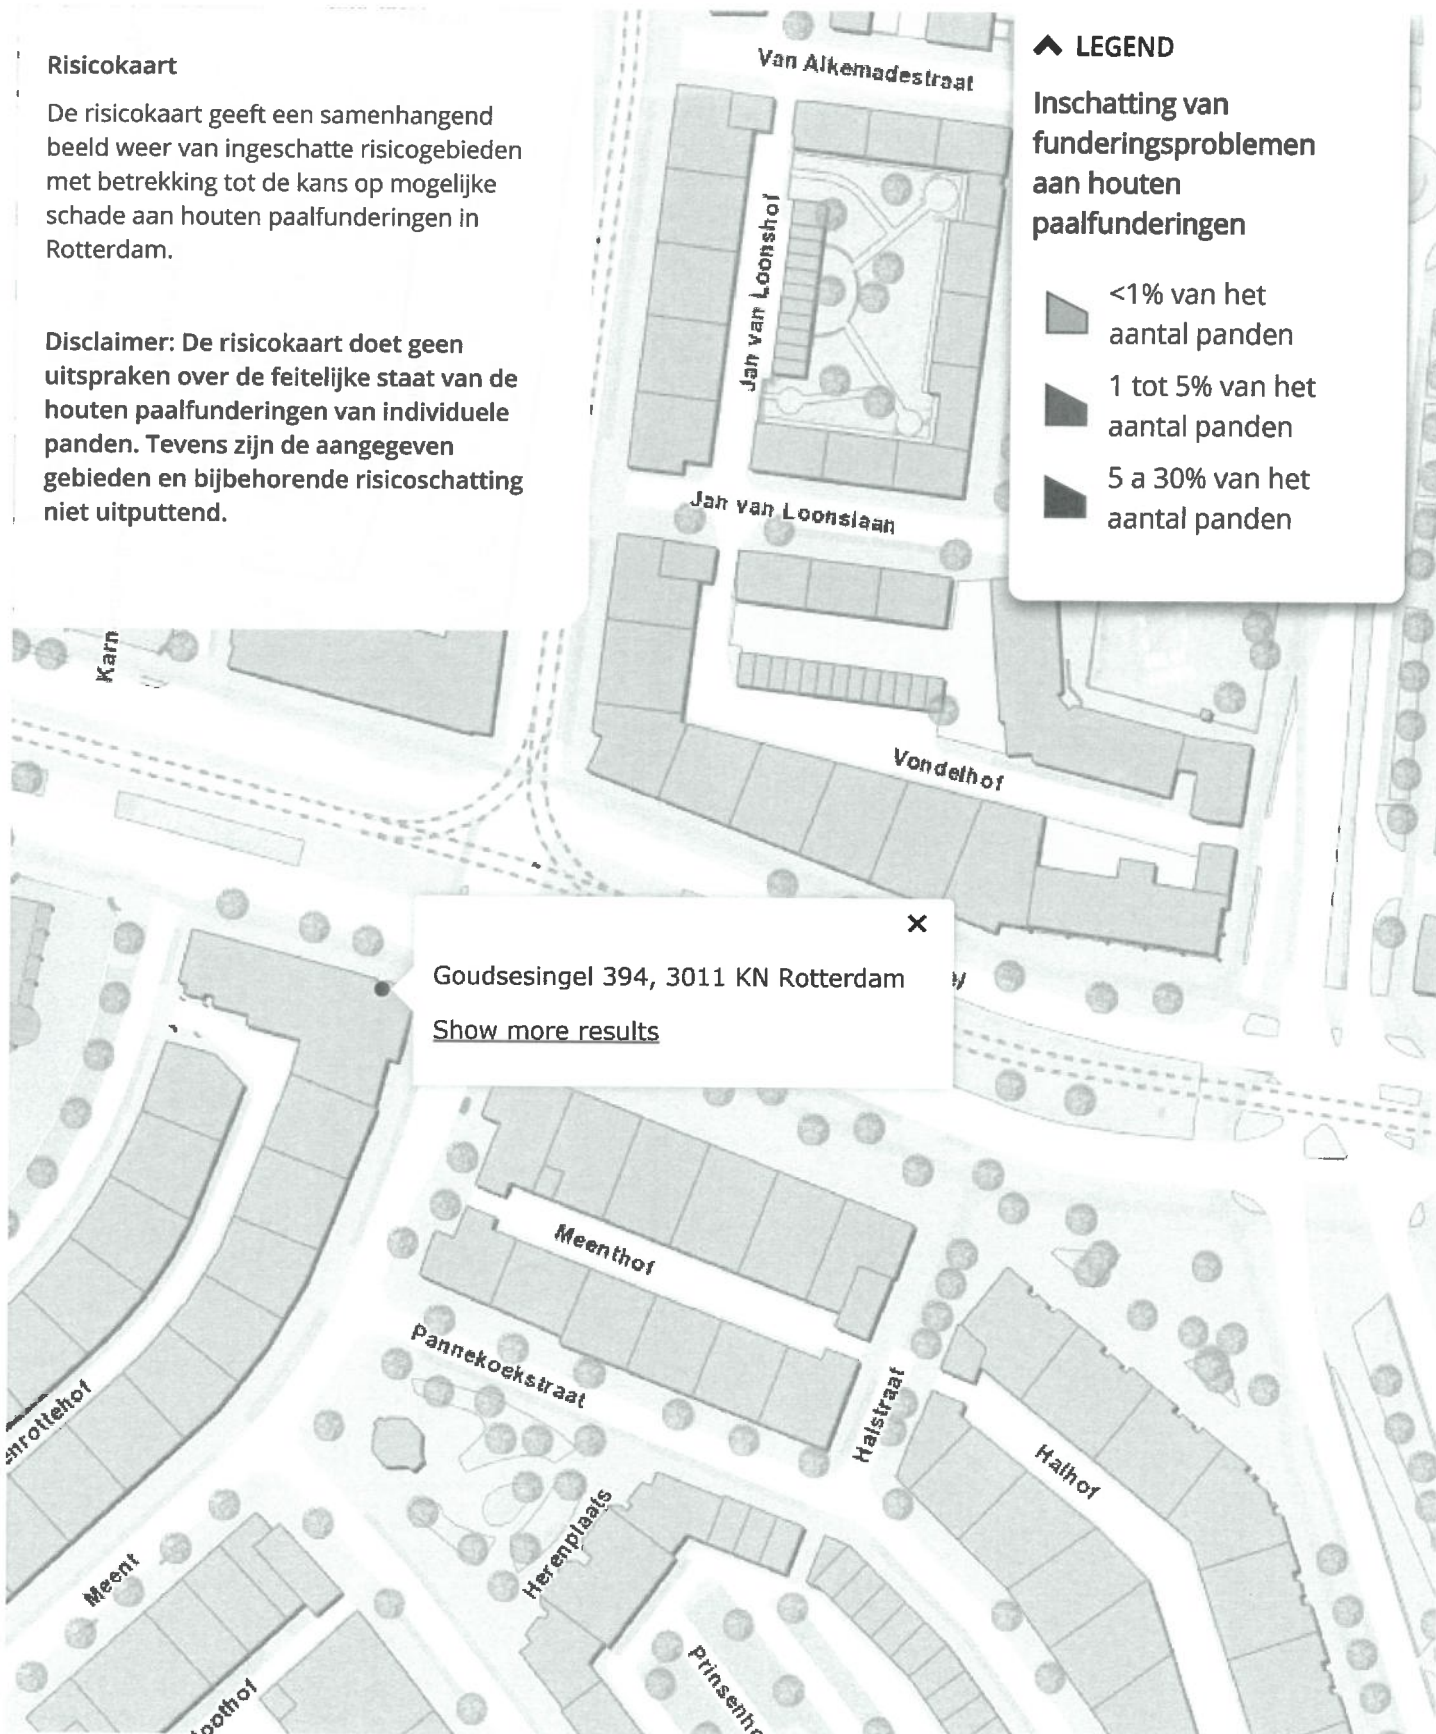 Risicokaart
De risicokaart geeft een samenhangend
beeld weer van ingeschatte risicogebieden
met betrekking tot de kans op mogelijke
schade aan houten paalfunderingen in
Rotterdam.
Disclaimer: De risicokaart doet geen
uitspraken over de feitelijke staat van de
houten paalfunderingen van individuele
panden. Tevens zijn de aangegeven
gebieden en bijbehorende risicoschatting
niet uitputtend.
LEGEND
Inschatting van
funderingsproblemen
aan houten
paalfunderingen
<1% van het
aantal panden
1 tot 5% van het
aantal panden
5 a 30% van het
aantal panden
Van Alkemadestraat
Jan van Loonshof
Jan van Loonslaan
Karn
Vondelhof
Goudsesingel 394, 3011 KN Rotterdam
Show more results
Meenthof
Pannekoekstraat
Halstraat
Halhof
enrottehof
Herenplaats
Meent
Prinsenho
oothof